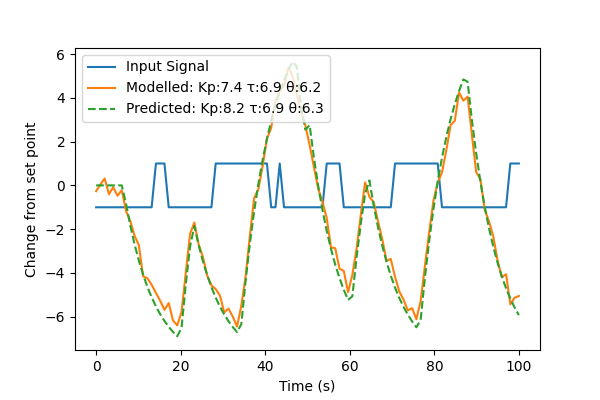 6
4
2
0
−2
−4
−6
Change from set point
Input Signal
Modelled: Kp:7.4 τ:6.9 θ:6.2
Predicted: Kp:8.2 τ:6.9 θ:6.3
0 20 40 60 80 100
Time (s)